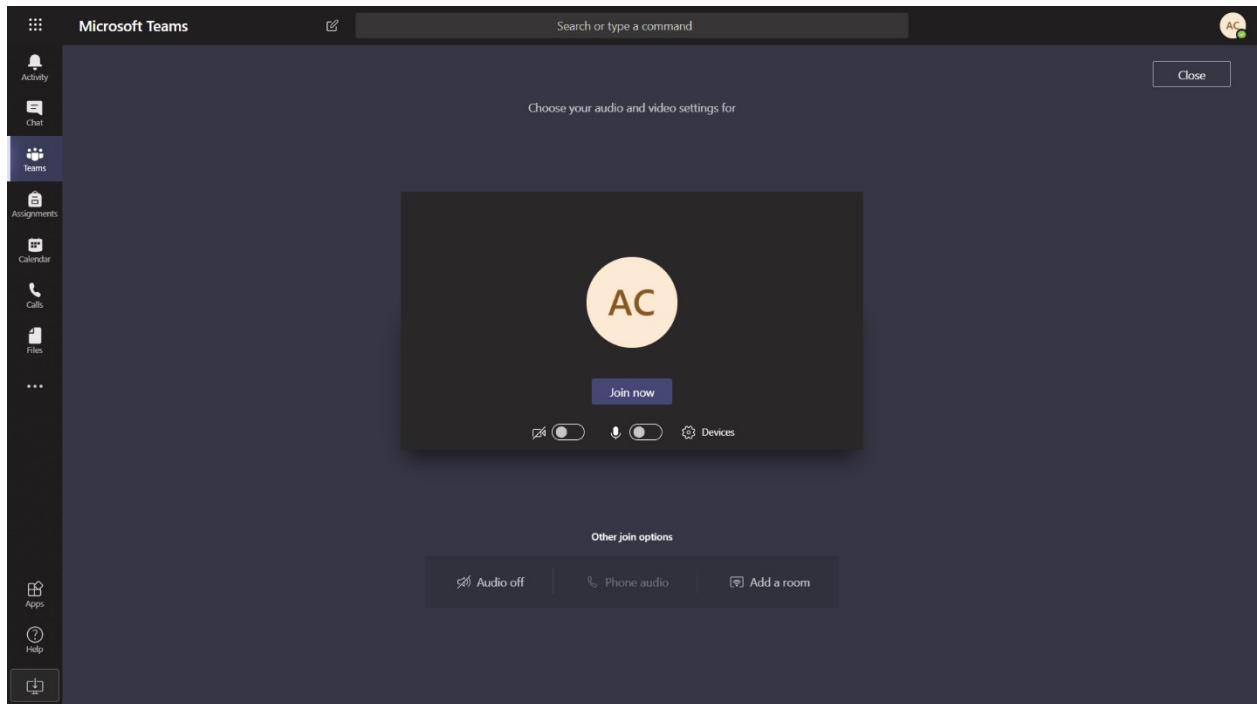 Microsoft Teams
Search or type a command
AC
Activity
Chat
Teams
Assignments
Calendar
Calls
Files
Apps
Help
Close
Choose your audio and video settings for
AC
Join now
Devices
Other join options
Audio off
Phone audio
Add a room